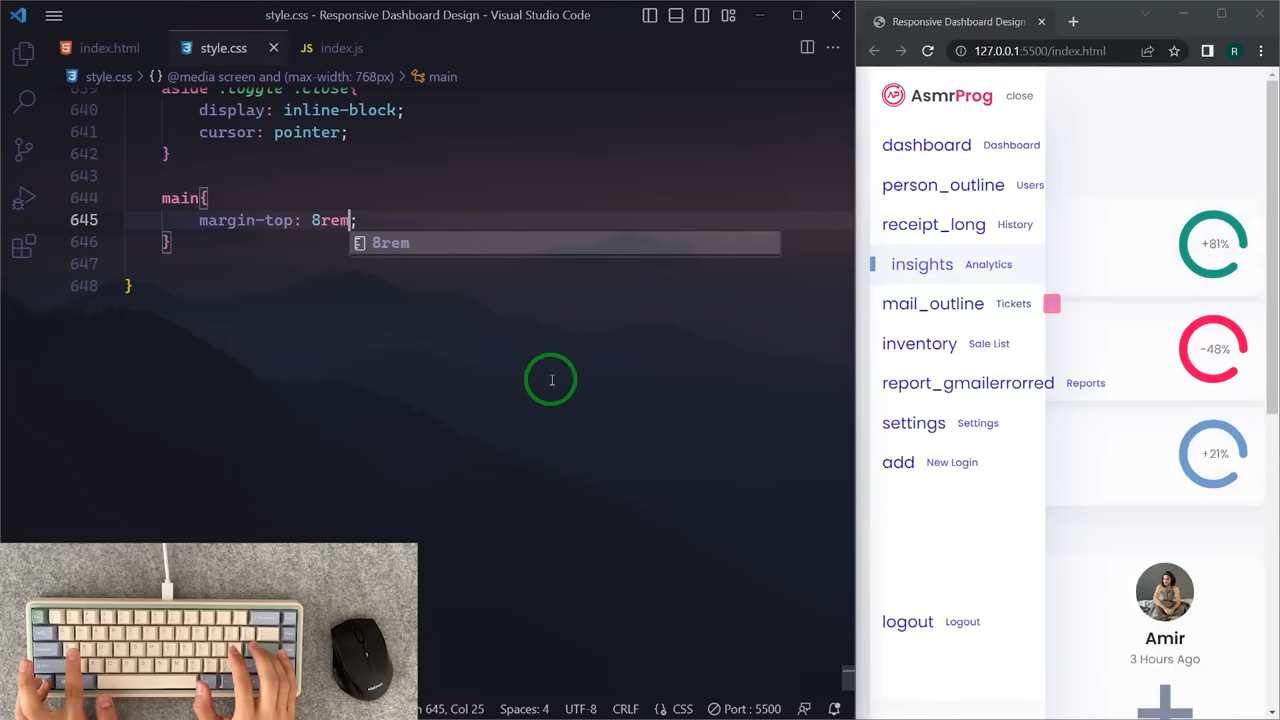 style.css - Responsive Dashboard Design - Visual Studio Code
index.html
style.css
JS index.js
style.css > {} @media screen and (max-width: 768px) > main
639 aside .toggle .close{
640 display: inline-block;
641 cursor: pointer;
642 }
643
644 main{
645 margin-top: 8rem;
646 }
8rem
647
648 }
n 645, Col 25 Spaces: 4 UTF-8 CRLF {} CSS Port : 5500
Responsive Dashboard Design
R
127.0.0.1:5500/index.html
AP AsmrProg close
dashboard Dashboard
person_outline Users
receipt_long History
insights Analytics
mail_outline Tickets
inventory Sale List
report_gmailerrorred Reports
settings Settings
add New Login
logout Logout
+81%
-48%
+21%
Amir
3 Hours Ago